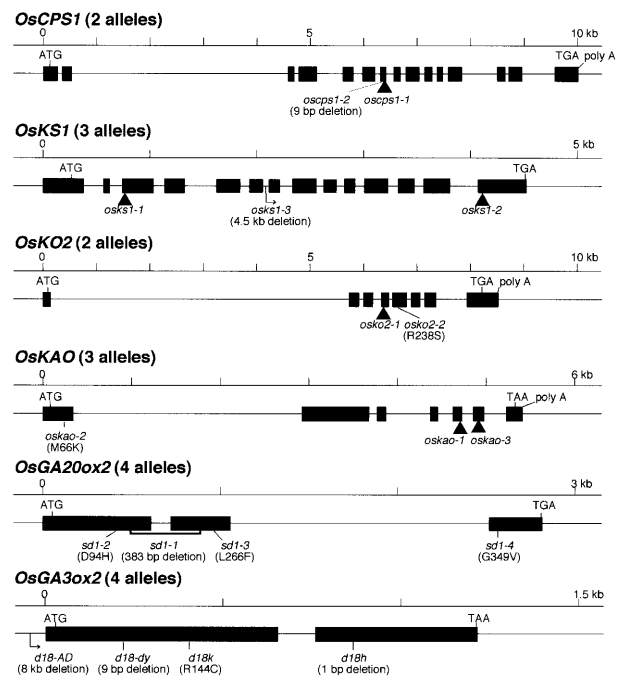 OsCPS1 (2 alleles)
0 5 10 kb
ATG TGA poly A
oscps1-2 oscps1-1
(9 bp deletion)
OsKS1 (3 alleles)
0 5 kb
ATG TGA
osks1-1 osks1-3 osks1-2
(4.5 kb deletion)
OsKO2 (2 alleles)
0 5 10 kb
ATG TGA poly A
osko2-1 osko2-2
(R238S)
OsKAO (3 alleles)
0 6 kb
ATG TAA poly A
oskao-2 oskao-1 oskao-3
(M66K)
OsGA20ox2 (4 alleles)
0 3 kb
ATG TGA
sd1-2 sd1-1 sd1-3 sd1-4
(D94H) (383 bp deletion) (L266F) (G349V)
OsGA3ox2 (4 alleles)
0 1.5 kb
ATG TAA
d18-AD d18-dy d18k d18h
(8 kb deletion) (9 bp deletion) (R144C) (1 bp deletion)